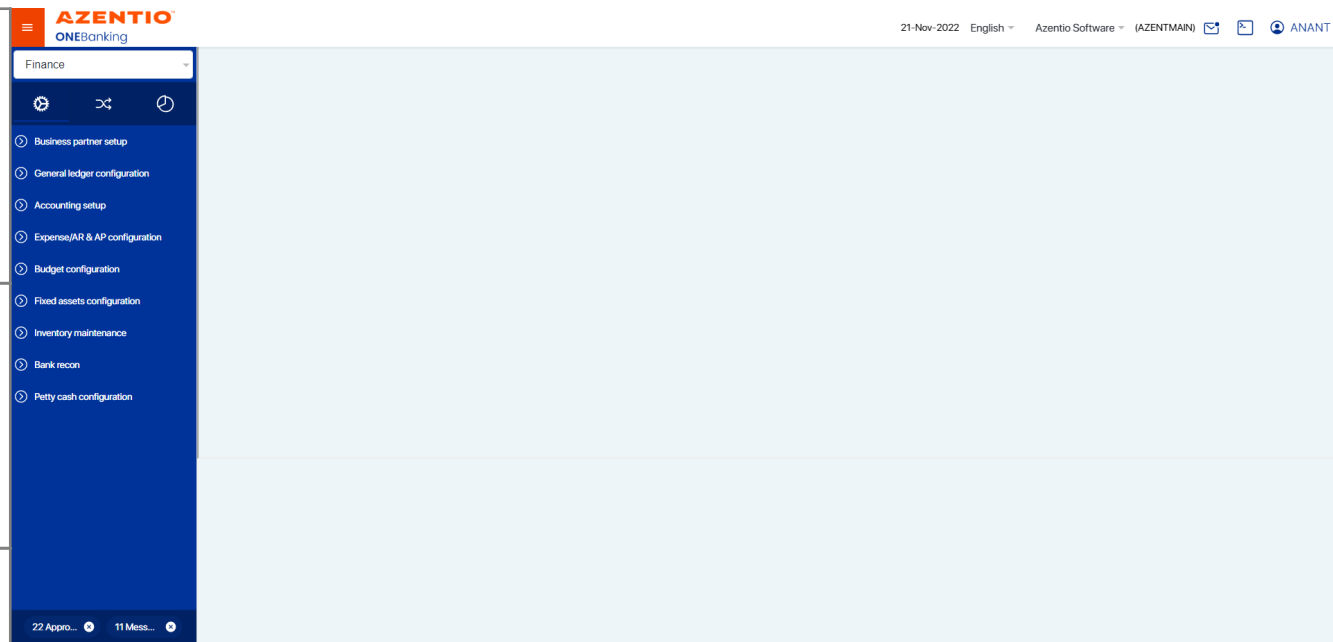 AZENTIO
ONEBanking
21-Nov-2022 English Azentio Software (AZENTMAIN) ANANT
Finance
Business partner setup
General ledger configuration
Accounting setup
Expense/AR & AP configuration
Budget configuration
Fixed assets configuration
Inventory maintenance
Bank recon
Petty cash configuration
22 Appro... 11 Mess...